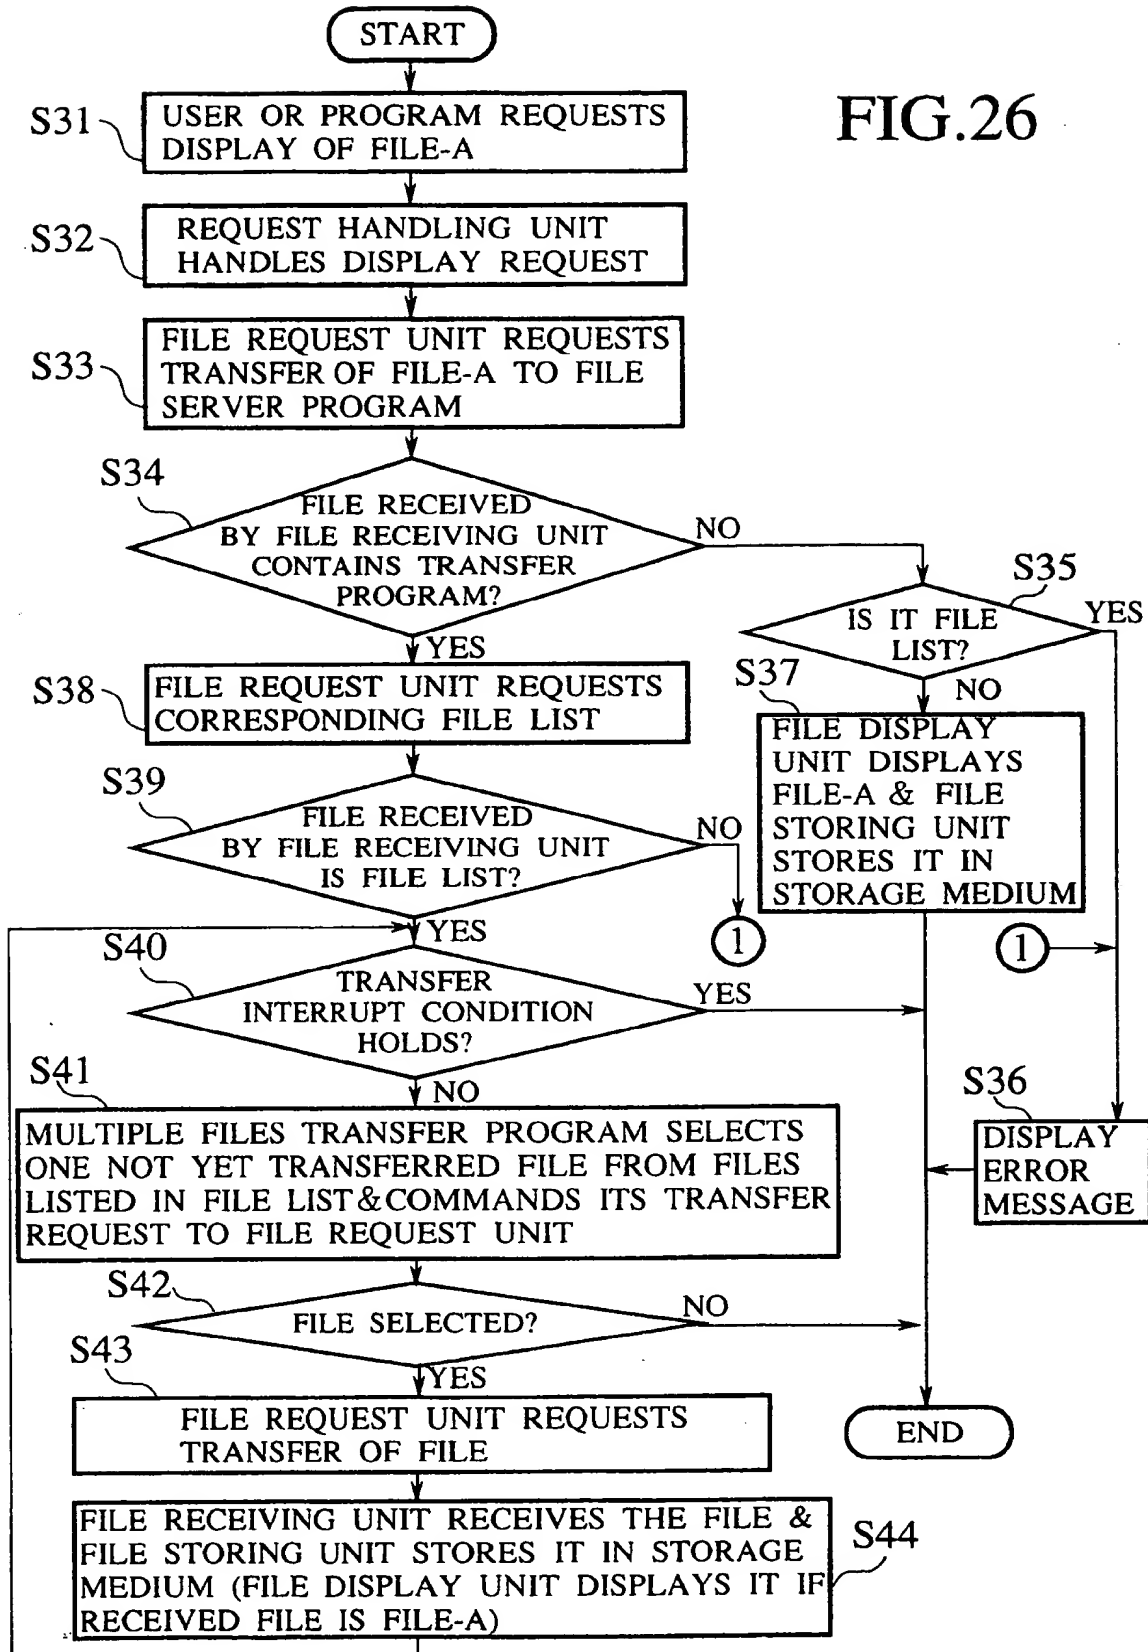 START
FIG.26
S31
USER OR PROGRAM REQUESTS
DISPLAY OF FILE-A
S32
REQUEST HANDLING UNIT
HANDLES DISPLAY REQUEST
S33
FILE REQUEST UNIT REQUESTS
TRANSFER OF FILE-A TO FILE
SERVER PROGRAM
S34
FILE RECEIVED
BY FILE RECEIVING UNIT
CONTAINS TRANSFER
PROGRAM?
NO
YES
S35
IS IT FILE
LIST?
YES
NO
S38
FILE REQUEST UNIT REQUESTS
CORRESPONDING FILE LIST
S37
FILE DISPLAY
UNIT DISPLAYS
FILE-A & FILE
STORING UNIT
STORES IT IN
STORAGE MEDIUM
S39
FILE RECEIVED
BY FILE RECEIVING UNIT
IS FILE LIST?
NO
YES
1
1
S40
TRANSFER
INTERRUPT CONDITION
HOLDS?
YES
NO
S36
DISPLAY
ERROR
MESSAGE
S41
MULTIPLE FILES TRANSFER PROGRAM SELECTS
ONE NOT YET TRANSFERRED FILE FROM FILES
LISTED IN FILE LIST&COMMANDS ITS TRANSFER
REQUEST TO FILE REQUEST UNIT
S42
FILE SELECTED?
NO
YES
S43
FILE REQUEST UNIT REQUESTS
TRANSFER OF FILE
END
S44
FILE RECEIVING UNIT RECEIVES THE FILE &
FILE STORING UNIT STORES IT IN STORAGE
MEDIUM (FILE DISPLAY UNIT DISPLAYS IT IF
RECEIVED FILE IS FILE-A)